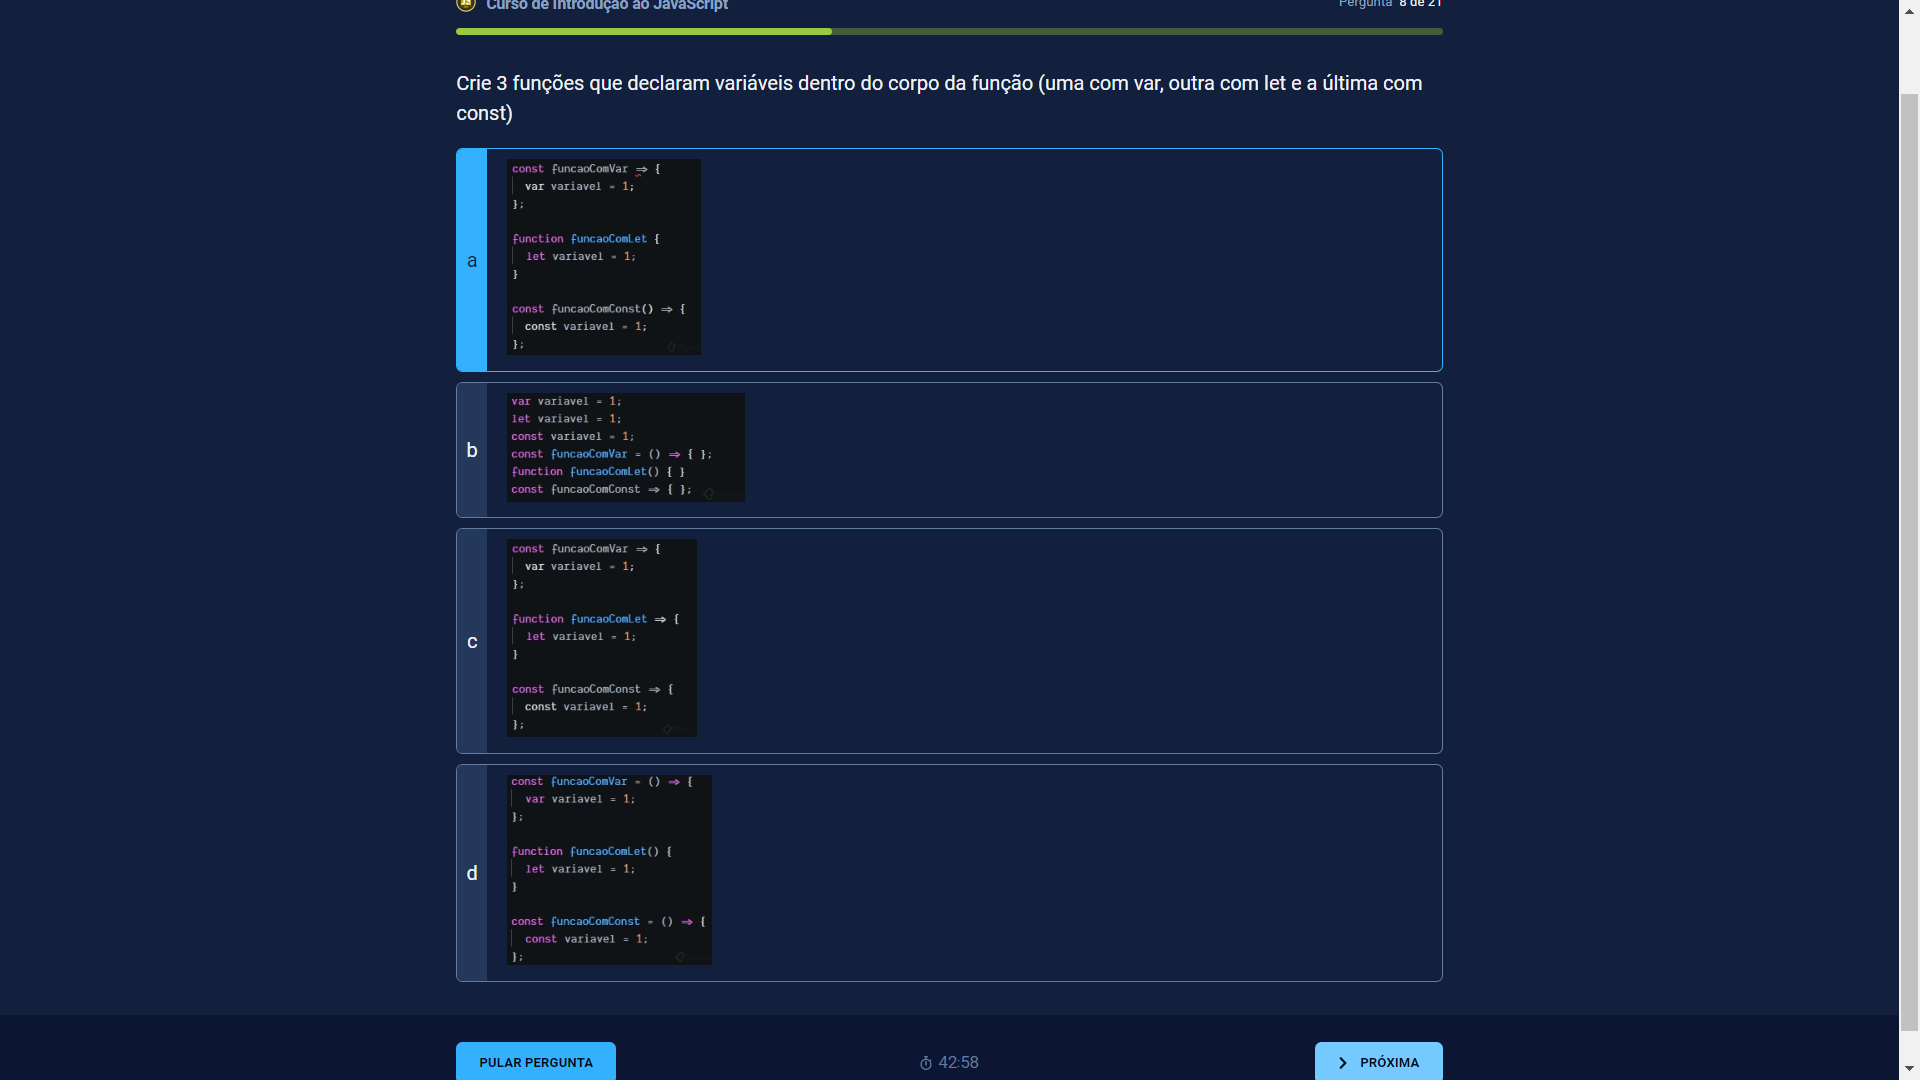 Curso de Introdução ao JavaScript
Pergunta 8 de 21
Crie 3 funções que declaram variáveis dentro do corpo da função (uma com var, outra com let e a última com
const)
a
const funcaoComVar => {
var variavel = 1;
};
function funcaoComLet {
let variavel = 1;
}
const funcaoComConst() => {
const variavel = 1;
};
b
var variavel = 1;
let variavel = 1;
const variavel = 1;
const funcaoComVar = () => { };
function funcaoComLet() { }
const funcaoComConst => { };
c
const funcaoComVar => {
var variavel = 1;
};
function funcaoComLet => {
let variavel = 1;
}
const funcaoComConst => {
const variavel = 1;
};
d
const funcaoComVar = () => {
var variavel = 1;
};
function funcaoComLet() {
let variavel = 1;
}
const funcaoComConst = () => {
const variavel = 1;
};
PULAR PERGUNTA
42:58
PRÓXIMA